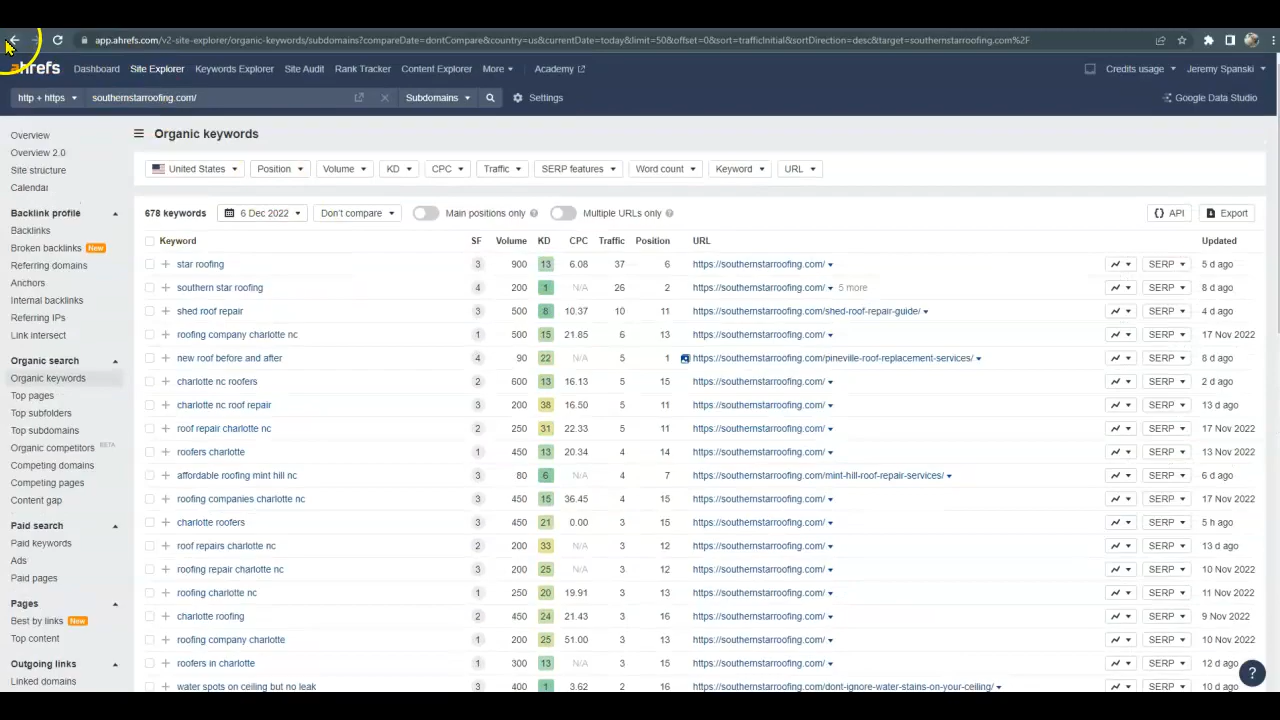 app.ahrefs.com/v2-site-explorer/organic-keywords/subdomains?compareDate=dontCompare&country=us&currentDate=today&limit=50&offset=0&sort=trafficInitial&sortDirection=desc&target=southernstarroofing.com%2F
ahrefs Dashboard Site Explorer Keywords Explorer Site Audit Rank Tracker Content Explorer More Academy Credits usage Jeremy Spanski
http + https southernstarroofing.com/ Subdomains Settings Google Data Studio
Overview
Overview 2.0
Site structure
Calendar
Backlink profile
Backlinks
Broken backlinks New
Referring domains
Anchors
Internal backlinks
Referring IPs
Link intersect
Organic search
Organic keywords
Top pages
Top subfolders
Top subdomains
Organic competitors BETA
Competing domains
Competing pages
Content gap
Paid search
Paid keywords
Ads
Paid pages
Pages
Best by links New
Top content
Outgoing links
Linked domains
Organic keywords
United States Position Volume KD CPC Traffic SERP features Word count Keyword URL
678 keywords 6 Dec 2022 Don't compare Main positions only ? Multiple URLs only ? {} API Export
Keyword SF Volume KD CPC Traffic Position URL Updated
star roofing 3 900 13 6.08 37 6 https://southernstarroofing.com/ SERP 5 d ago
southern star roofing 4 200 1 N/A 26 2 https://southernstarroofing.com/ 5 more SERP 8 d ago
shed roof repair 3 500 8 10.37 10 11 https://southernstarroofing.com/shed-roof-repair-guide/ SERP 4 d ago
roofing company charlotte nc 1 500 15 21.85 6 13 https://southernstarroofing.com/ SERP 17 Nov 2022
new roof before and after 4 90 22 N/A 5 1 https://southernstarroofing.com/pineville-roof-replacement-services/ SERP 8 d ago
charlotte nc roofers 2 600 13 16.13 5 15 https://southernstarroofing.com/ SERP 2 d ago
charlotte nc roof repair 3 200 38 16.50 5 11 https://southernstarroofing.com/ SERP 13 d ago
roof repair charlotte nc 2 250 31 22.33 5 11 https://southernstarroofing.com/ SERP 17 Nov 2022
roofers charlotte 1 450 13 20.34 4 14 https://southernstarroofing.com/ SERP 13 Nov 2022
affordable roofing mint hill nc 3 80 6 N/A 4 7 https://southernstarroofing.com/mint-hill-roof-repair-services/ SERP 6 d ago
roofing companies charlotte nc 3 450 15 36.45 4 15 https://southernstarroofing.com/ SERP 17 Nov 2022
charlotte roofers 3 450 21 0.00 3 15 https://southernstarroofing.com/ SERP 5 h ago
roof repairs charlotte nc 2 200 33 N/A 3 12 https://southernstarroofing.com/ SERP 13 d ago
roofing repair charlotte nc 3 200 25 N/A 3 12 https://southernstarroofing.com/ SERP 10 Nov 2022
roofing charlotte nc 1 250 20 19.91 3 13 https://southernstarroofing.com/ SERP 11 Nov 2022
charlotte roofing 2 450 24 21.43 3 16 https://southernstarroofing.com/ SERP 9 Nov 2022
roofing company charlotte 1 200 25 51.00 3 13 https://southernstarroofing.com/ SERP 10 Nov 2022
roofers in charlotte 1 300 13 N/A 3 15 https://southernstarroofing.com/ SERP 12 d ago
water spots on ceiling but no leak 3 400 1 3.62 2 16 https://southernstarroofing.com/dont-ignore-water-stains-on-your-ceiling/ SERP 10 d ago
?